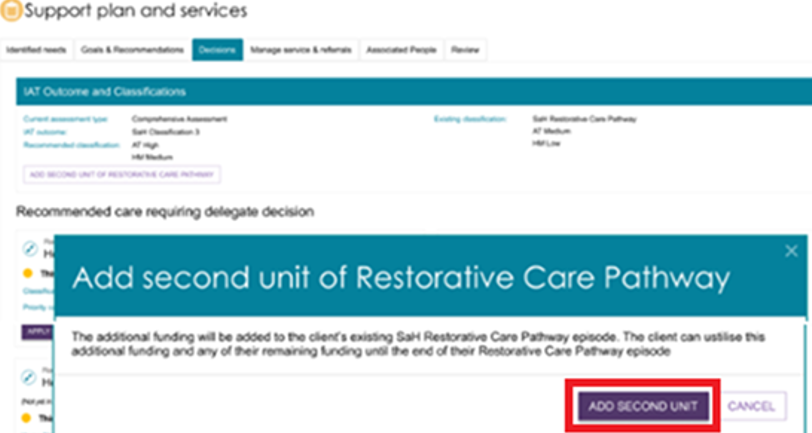 Support plan and services
Identified needs Goals & Recommendations Decisions Manage service & referrals Associated People Review
IAT Outcome and Classifications
Current assessment type: Comprehensive Assessment Existing classification: SaH Restorative Care Pathway
IAT outcome: SaH Classification 3 AT Medium
Recommended classification: AT High HM Low
HM Medium
ADD SECOND UNIT OF RESTORATIVE CARE PATHWAY
Recommended care requiring delegate decision
Add second unit of Restorative Care Pathway
The additional funding will be added to the client's existing SaH Restorative Care Pathway episode. The client can ustilise this
additional funding and any of their remaining funding until the end of their Restorative Care Pathway episode
ADD SECOND UNIT CANCEL